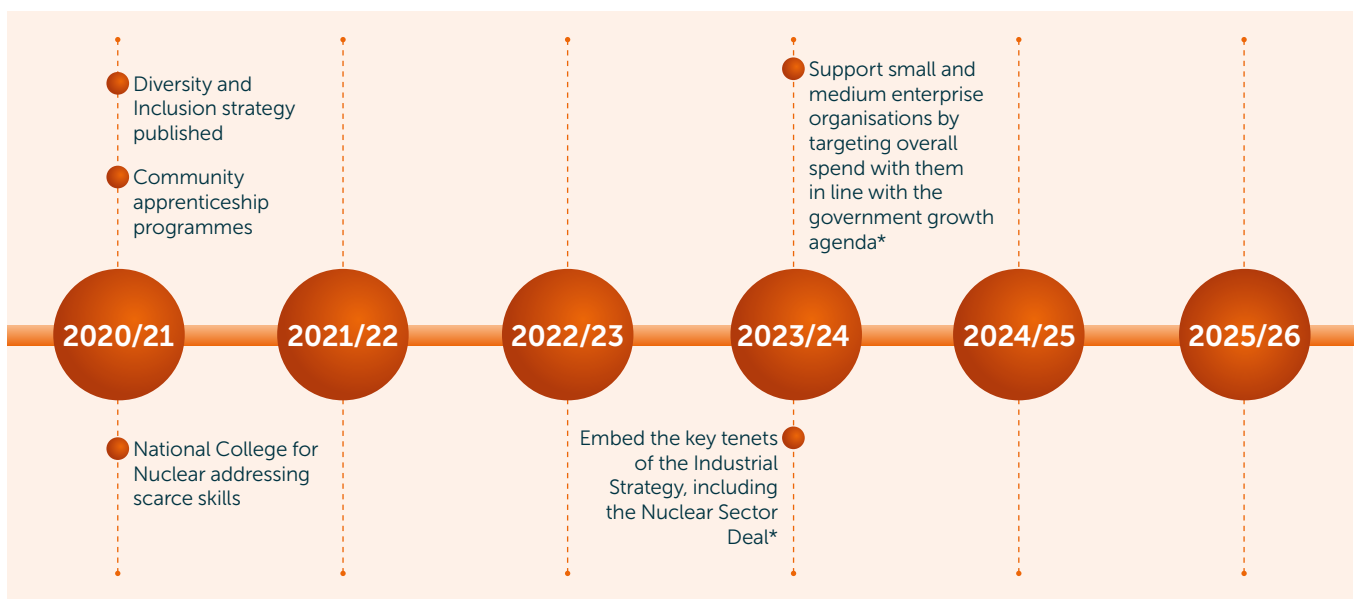 Diversity and
Inclusion strategy
published
Community
apprenticeship
programmes
Support small and
medium enterprise
organisations by
targeting overall
spend with them
in line with the
government growth
agenda*
2020/21
2021/22
2022/23
2023/24
2024/25
2025/26
National College for
Nuclear addressing
scarce skills
Embed the key tenets
of the Industrial
Strategy, including
the Nuclear Sector
Deal*